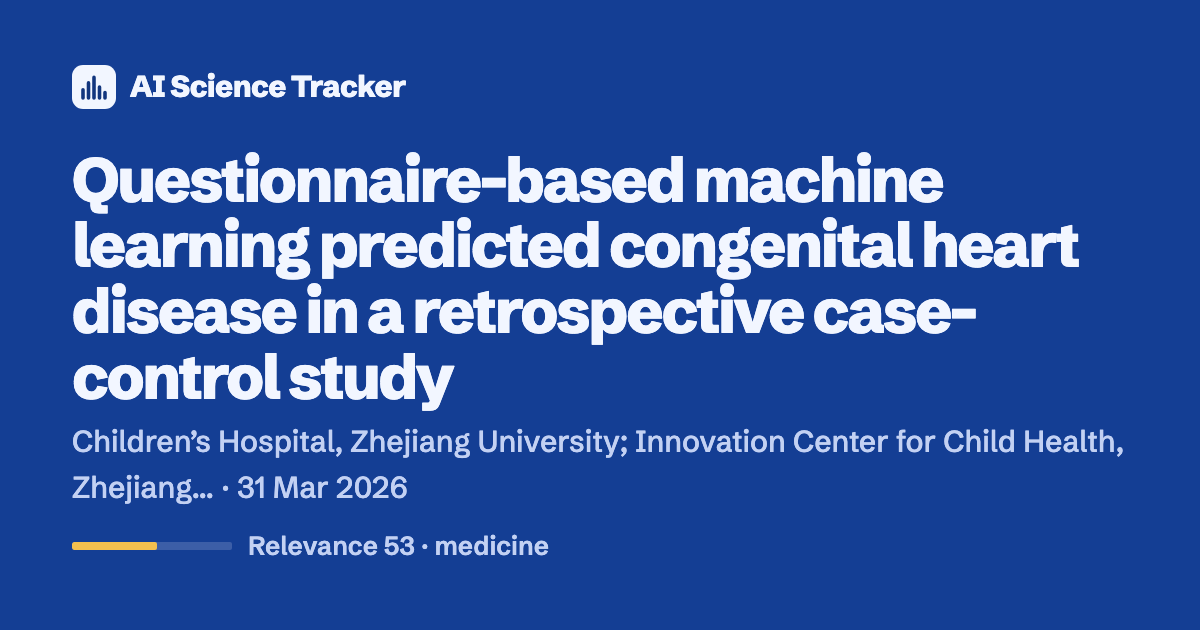 AI Science Tracker
Questionnaire-based machine
learning predicted congenital heart
disease in a retrospective case-
control study
Children’s Hospital, Zhejiang University; Innovation Center for Child Health,
Zhejiang... · 31 Mar 2026
Relevance 53 · medicine